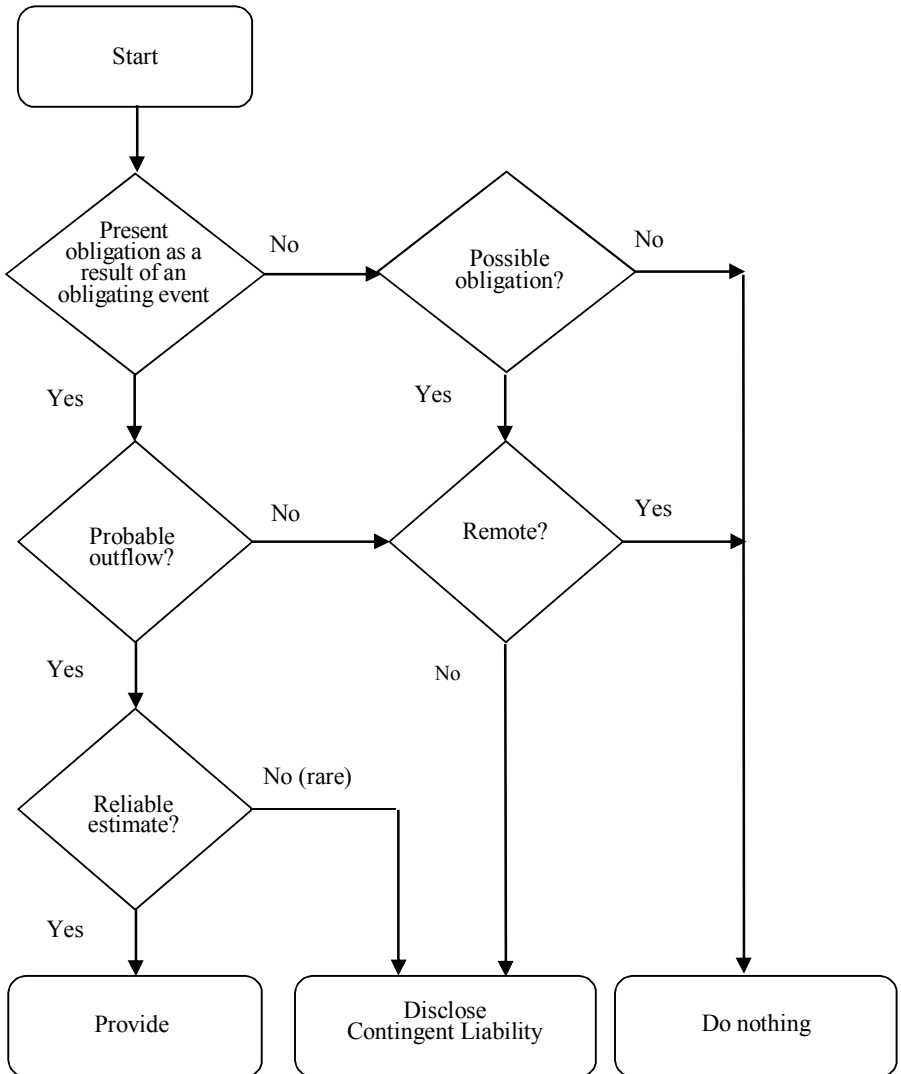 Start
Present
obligation as a
result of an
obligating event
No
Possible
obligation?
No
Yes
Yes
Probable
outflow?
No
Remote?
Yes
Yes
No
Reliable
estimate?
No (rare)
Yes
Provide
Disclose
Contingent Liability
Do nothing